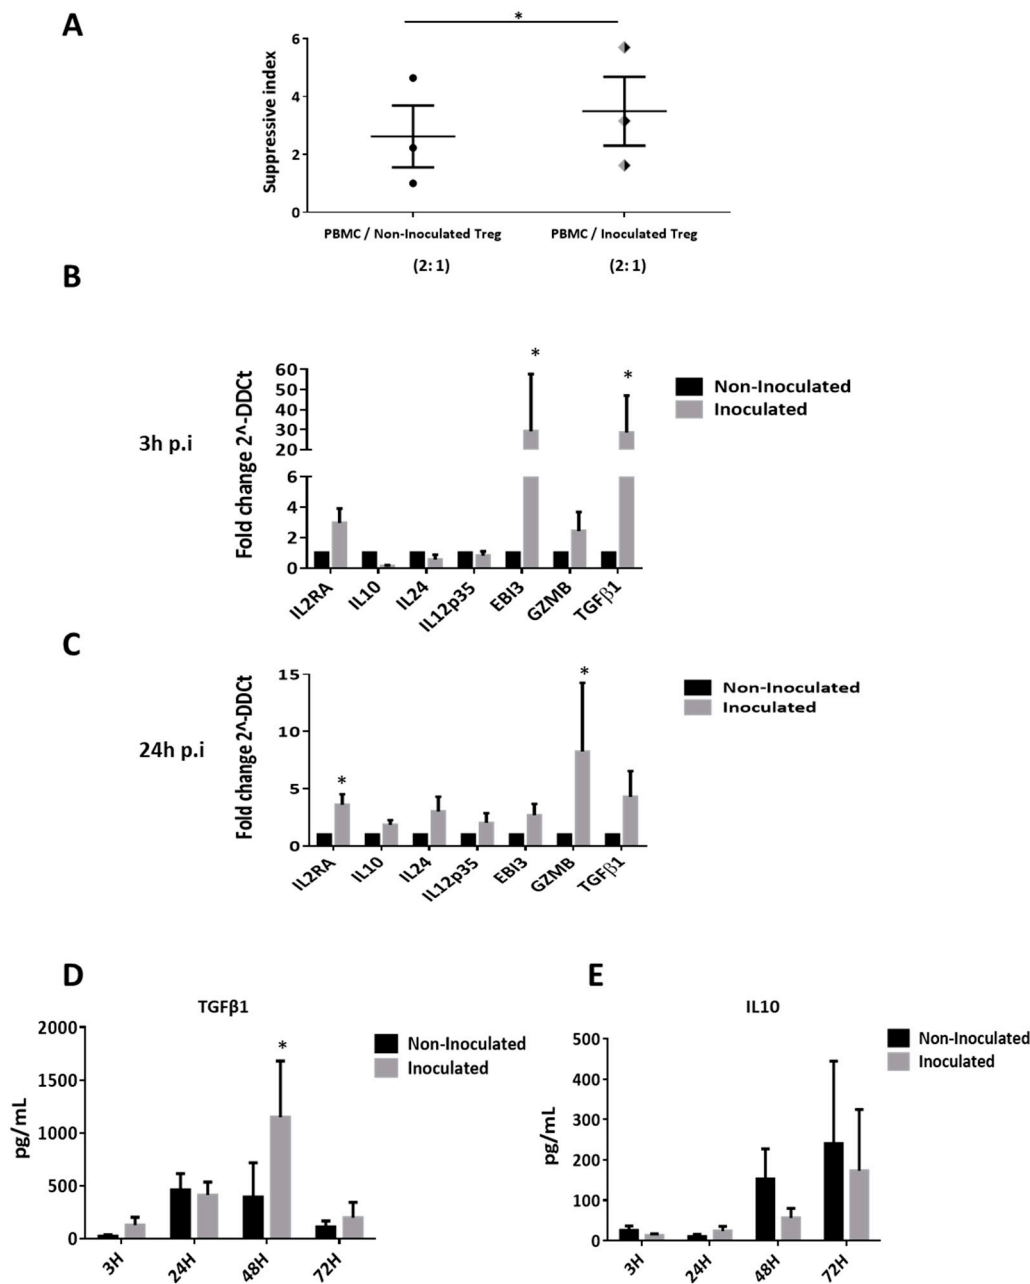 A
*
Suppressive index
6
4
2
0
PBMC / Non-Inoculated Treg
PBMC / Inoculated Treg
(2:1)
(2:1)
B
3h p.i
Fold change 2^-DDCt
60
50
40
30
20
6
4
2
0
*
*
Non-Inoculated
Inoculated
IL2RA
IL10
IL24
IL12p35
EBI3
GZMB
TGFβ1
C
24h p.i
Fold change 2^-DDCt
15
10
5
0
*
*
Non-Inoculated
Inoculated
IL2RA
IL10
IL24
IL12p35
EBI3
GZMB
TGFβ1
D
TGFβ1
pg/mL
2000
1500
1000
500
0
*
Non-Inoculated
Inoculated
3H
24H
48H
72H
E
IL10
pg/mL
500
400
300
200
100
0
Non-Inoculated
Inoculated
3H
24H
48H
72H